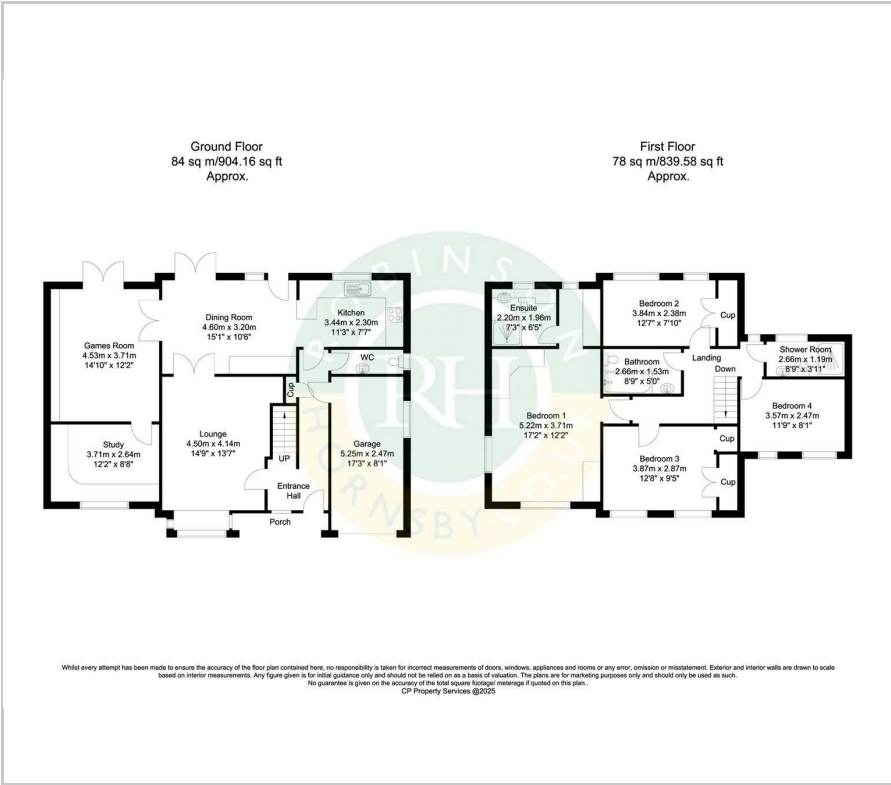 Ground Floor
84 sq m/904.16 sq ft
Approx.
First Floor
78 sq m/839.58 sq ft
Approx.
Games Room
4.53m x 3.71m
14'10" x 12'2"
Dining Room
4.60m x 3.20m
15'1" x 10'6"
Kitchen
3.44m x 2.30m
11'3" x 7'7"
WC
Cup
Study
3.71m x 2.64m
12'2" x 8'8"
Lounge
4.50m x 4.14m
14'9" x 13'7"
UP
Entrance
Hall
Porch
Garage
5.25m x 2.47m
17'3" x 8'1"
Ensuite
2.20m x 1.96m
7'3" x 6'5"
Bedroom 2
3.84m x 2.38m
12'7" x 7'10"
Cup
Bathroom
2.66m x 1.53m
8'9" x 5'0"
Landing
Down
Shower Room
2.66m x 1.19m
8'9" x 3'11"
Bedroom 1
5.22m x 3.71m
17'2" x 12'2"
Bedroom 4
3.57m x 2.47m
11'9" x 8'1"
Bedroom 3
3.87m x 2.87m
12'8" x 9'5"
Cup
Cup
ROBINSON
RH
HORNSBY CO UK
Whilst every attempt has been made to ensure the accuracy of the floor plan contained here, no responsibility is taken for incorrect measurements of doors, windows, appliances and rooms or any error, omission or misstatement. Exterior and interior walls are drawn to scale
based on interior measurements. Any figure given is for initial guidance only and should not be relied on as a basis of valuation. The plans are for marketing purposes only and should only be used as such.
No guarantee is given on the accuracy of the total square footage/ meterage if quoted on this plan..
CP Property Services @2025